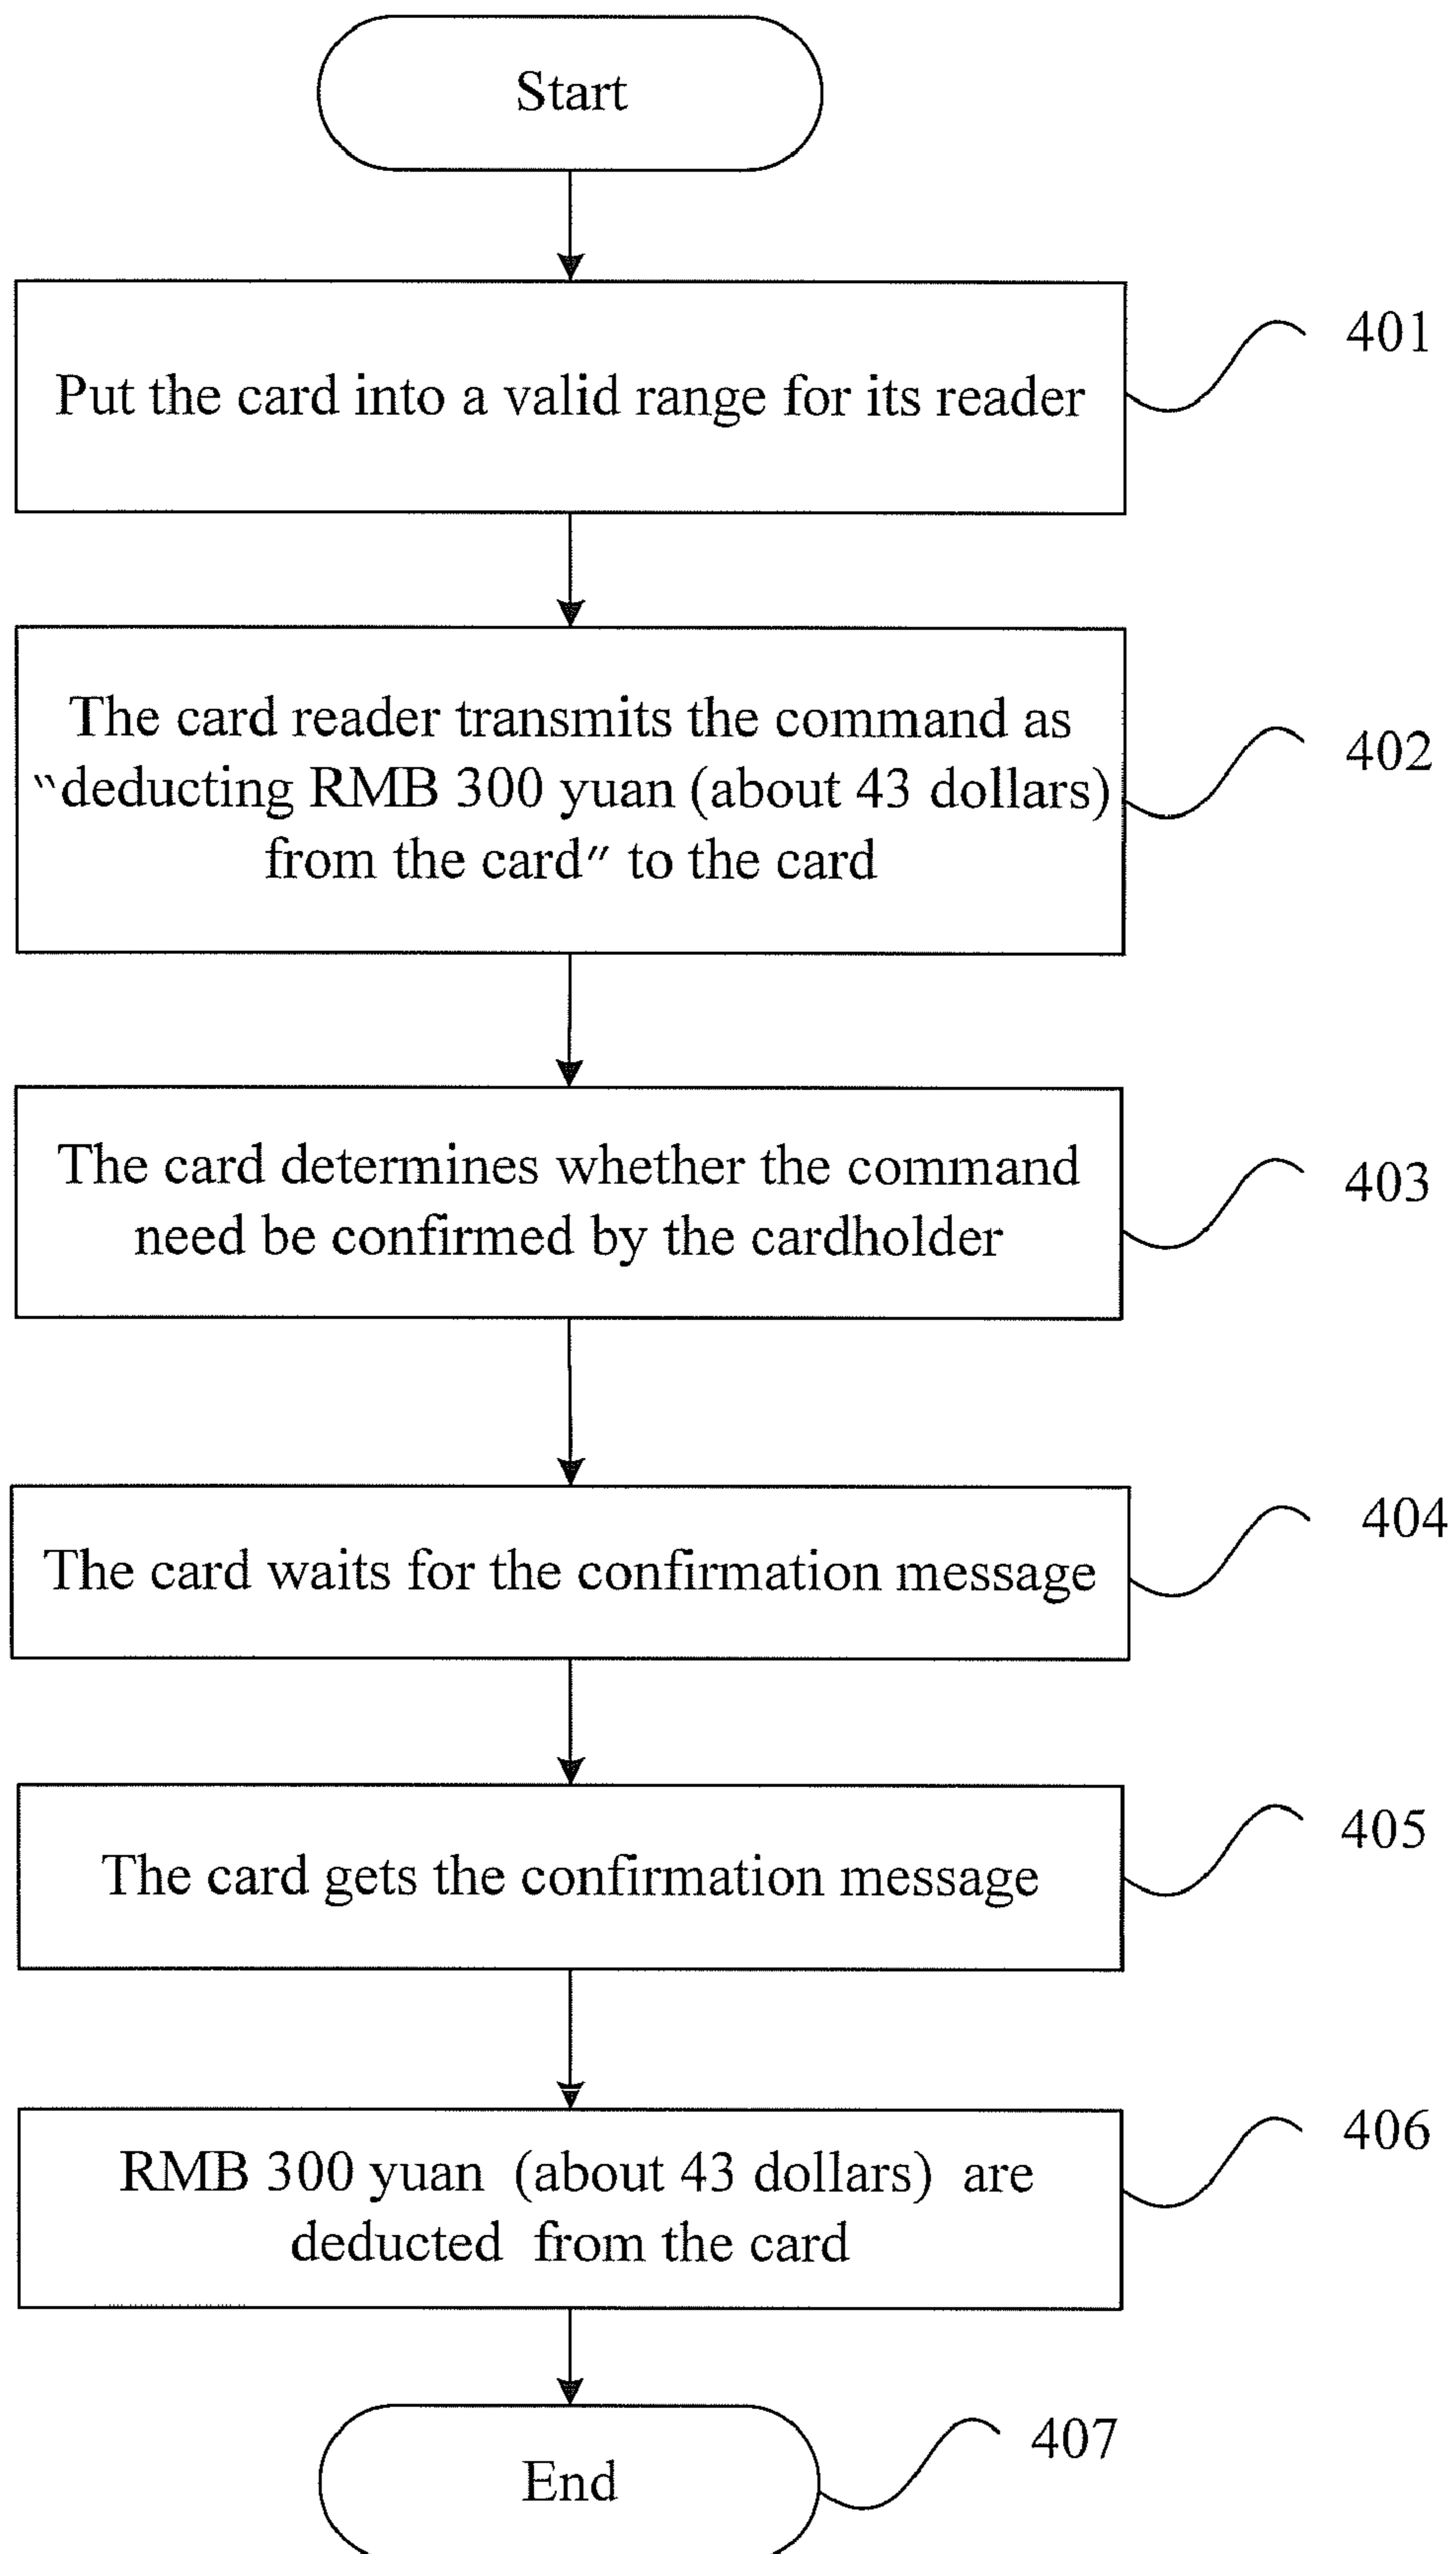 Start
Put the card into a valid range for its reader
401
The card reader transmits the command as
"deducting RMB 300 yuan (about 43 dollars)
from the card" to the card
402
The card determines whether the command
need be confirmed by the cardholder
403
The card waits for the confirmation message
404
The card gets the confirmation message
405
RMB 300 yuan (about 43 dollars) are
deducted from the card
406
End
407